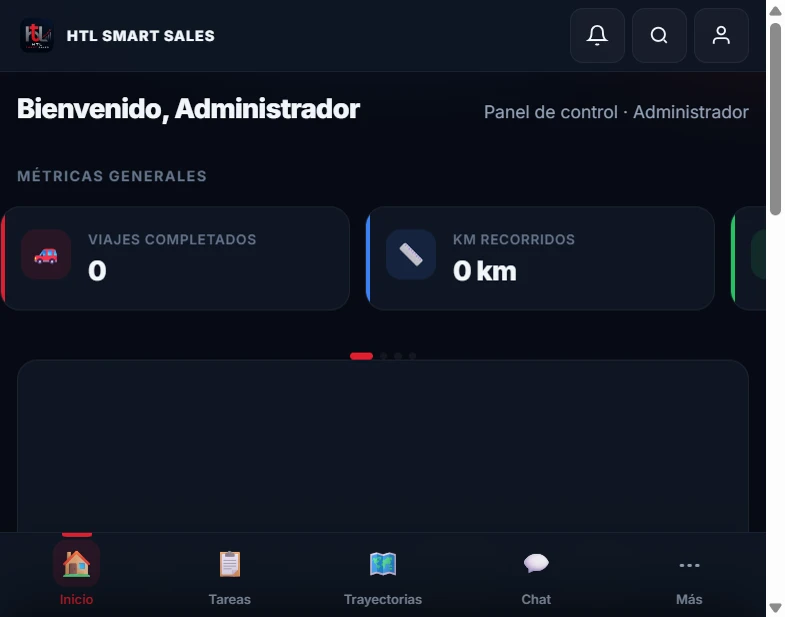 HTL SMART SALES
Bienvenido, Administrador
Panel de control · Administrador
MÉTRICAS GENERALES
VIAJES COMPLETADOS
0
KM RECORRIDOS
0 km
Inicio
Tareas
Trayectorias
Chat
Más